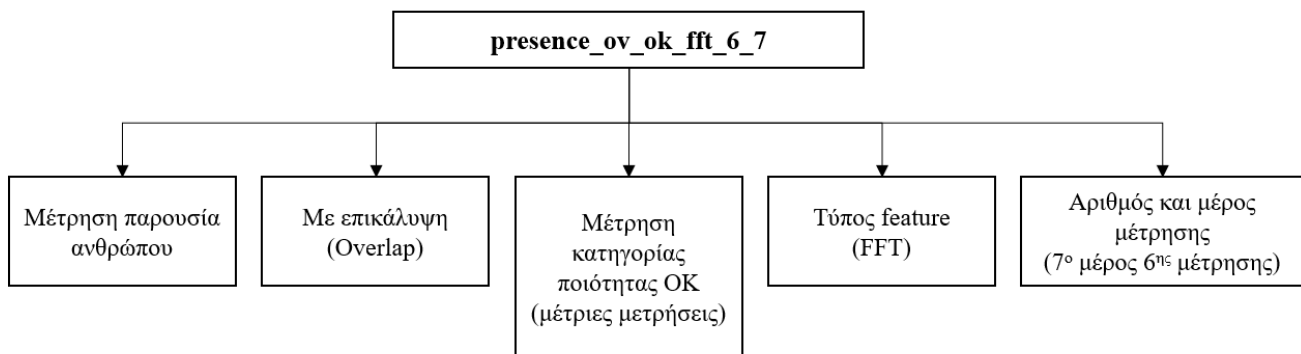 presence_ov_ok_fft_6_7
Μέτρηση παρουσία
ανθρώπου
Με επικάλυψη
(Overlap)
Μέτρηση
κατηγορίας
ποιότητας ΟΚ
(μέτριες μετρήσεις)
Τύπος feature
(FFT)
Αριθμός και μέρος
μέτρησης
(7ο μέρος 6ης μέτρησης)